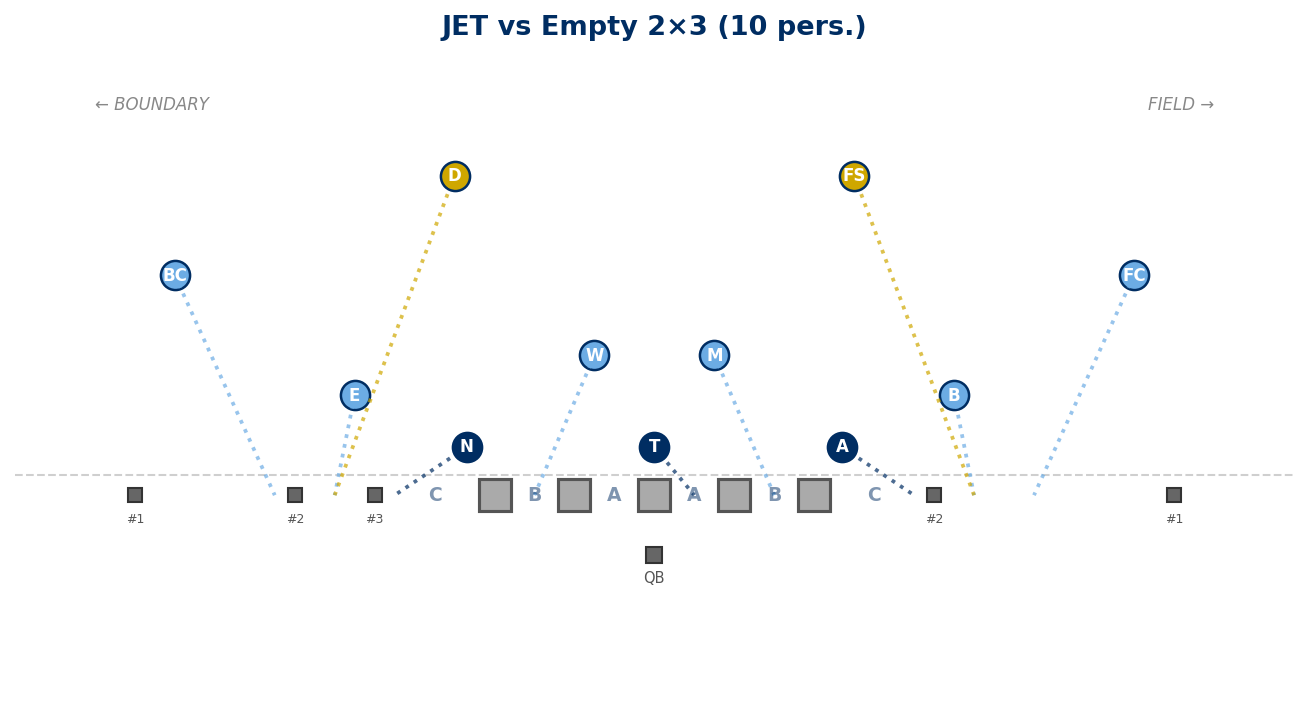 JET vs Empty 2×3 (10 pers.)
← BOUNDARY
FIELD →
D
FS
BC
FC
W
M
E
B
N
T
A
C
B
A
A
B
C
#1
#2
#3
#2
#1
QB